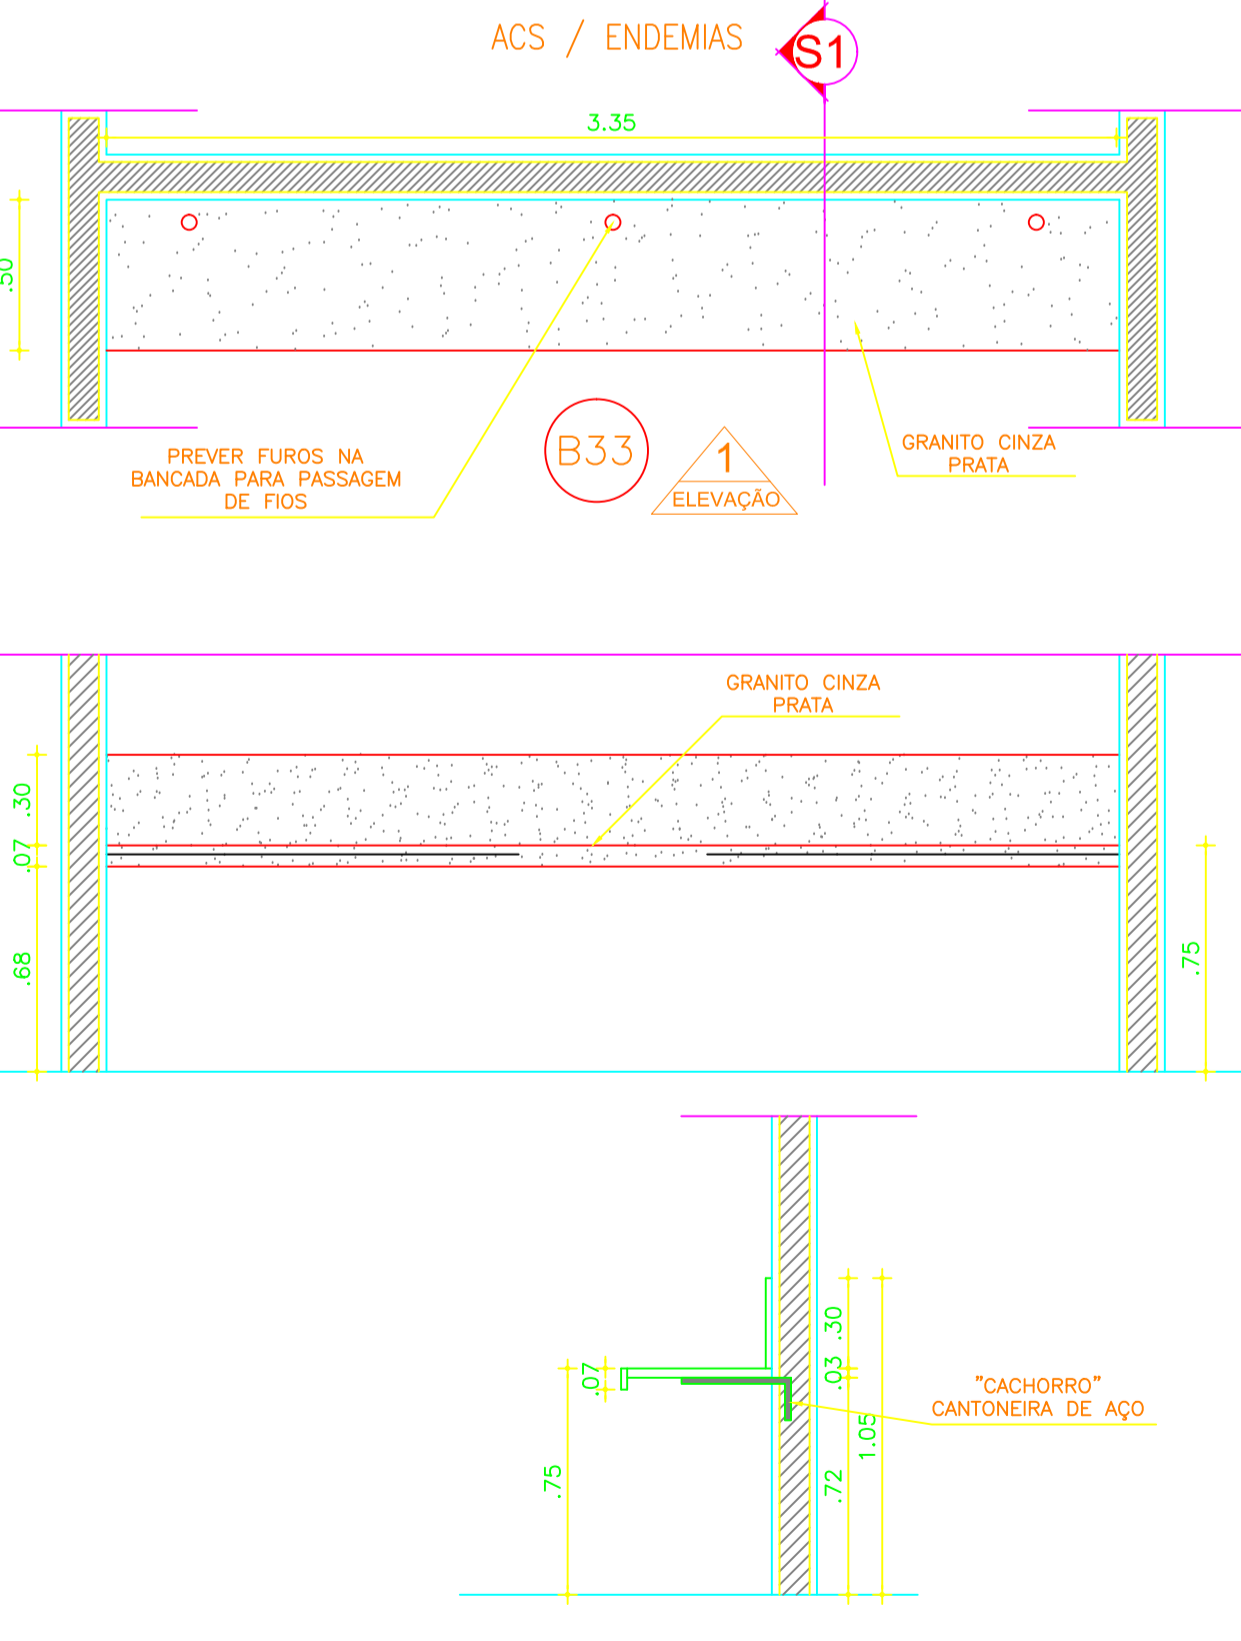 ACS / ENDEMIAS
S1
3.35
.50
PREVER FUROS NA
BANCADA PARA PASSAGEM
DE FIOS
B33
1
ELEVAÇÃO
GRANITO CINZA
PRATA
GRANITO CINZA
PRATA
.30
.07
.68
.75
.07
.75
.30
.03
.72
1.05
"CACHORRO"
CANTONEIRA DE AÇO